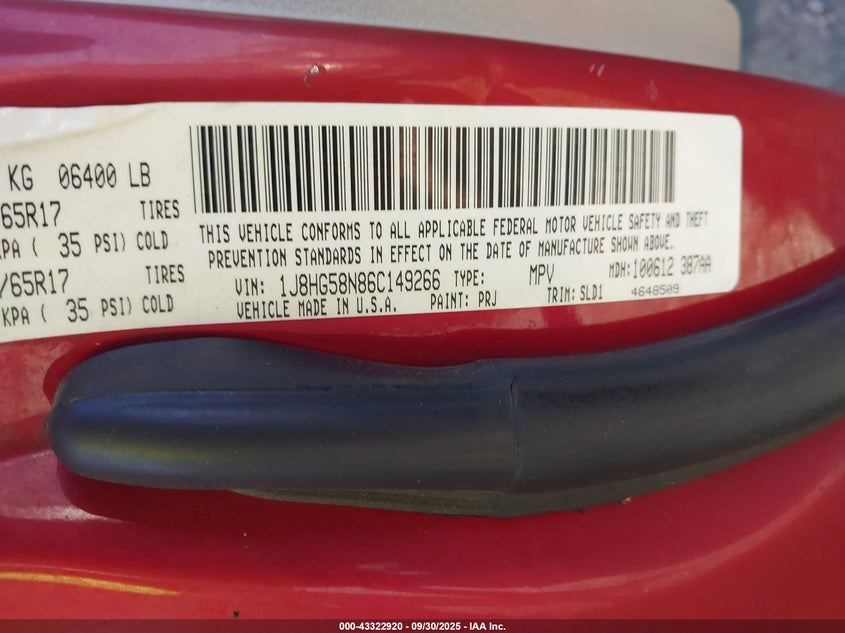 KG 06400 LB
/65R17 TIRES
KPA ( 35 PSI) COLD
/65R17 TIRES
KPA ( 35 PSI) COLD
THIS VEHICLE CONFORMS TO ALL APPLICABLE FEDERAL MOTOR VEHICLE SAFETY AND THEFT
PREVENTION STANDARDS IN EFFECT ON THE DATE OF MANUFACTURE SHOWN ABOVE.
VIN: 1J8HG58N86C149266 TYPE: MPV MDH:100612 387AA
VEHICLE MADE IN U.S.A. PAINT: PRJ TRIM: SLD1 4648509
000-43322920 - 09/30/2025 - IAA Inc.